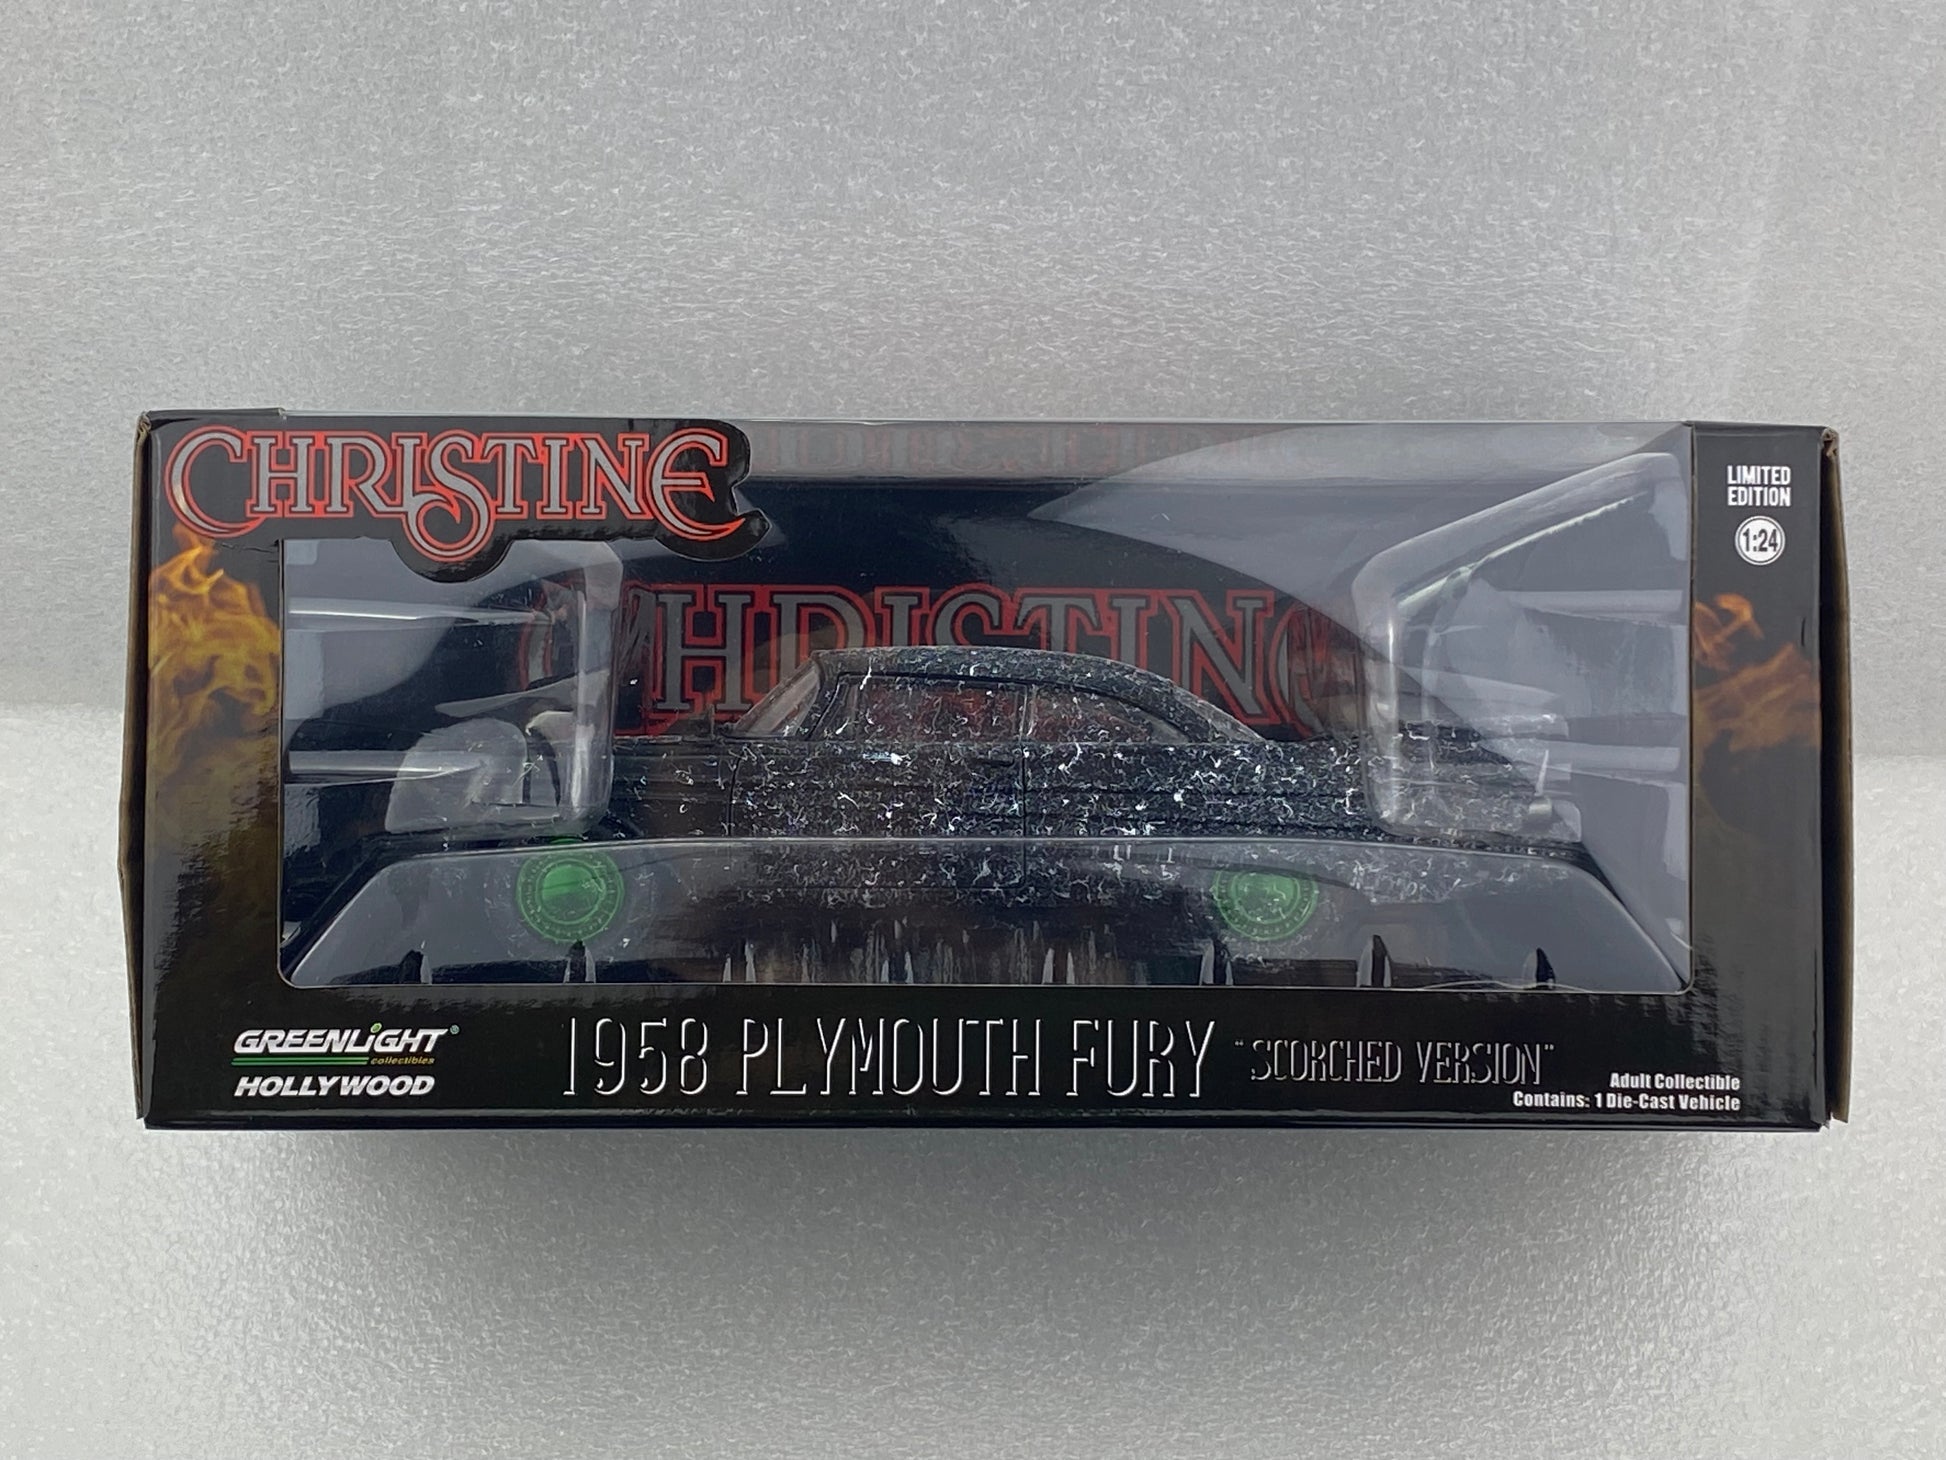 CHRISTINE
LIMITED
EDITION
1:24
CHRISTINE
GREENLiGHT®
collectibles
HOLLYWOOD
1958 PLYMOUTH FURY "SCORCHED VERSION"
Adult Collectible
Contains: 1 Die-Cast Vehicle